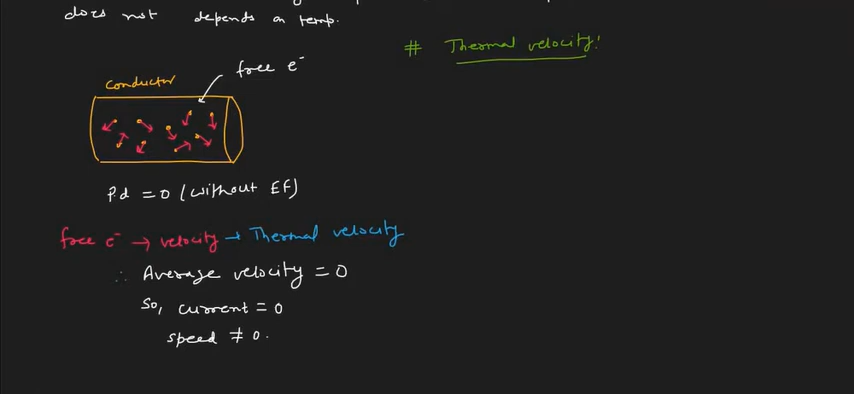 does not depends on temp.
# Thermal velocity:
free e⁻
conductor
Pd = 0 (without EF)
free e⁻ → velocity → Thermal velocity
∴ Average velocity = 0
So, current = 0
speed ≠ 0.